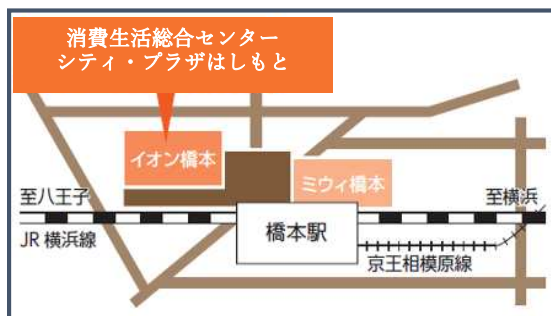 消費生活総合センター
シティ・プラザはしもと
イオン橋本
ミウィ橋本
至八王子
至横浜
橋本駅
JR 横浜線
京王相模原線